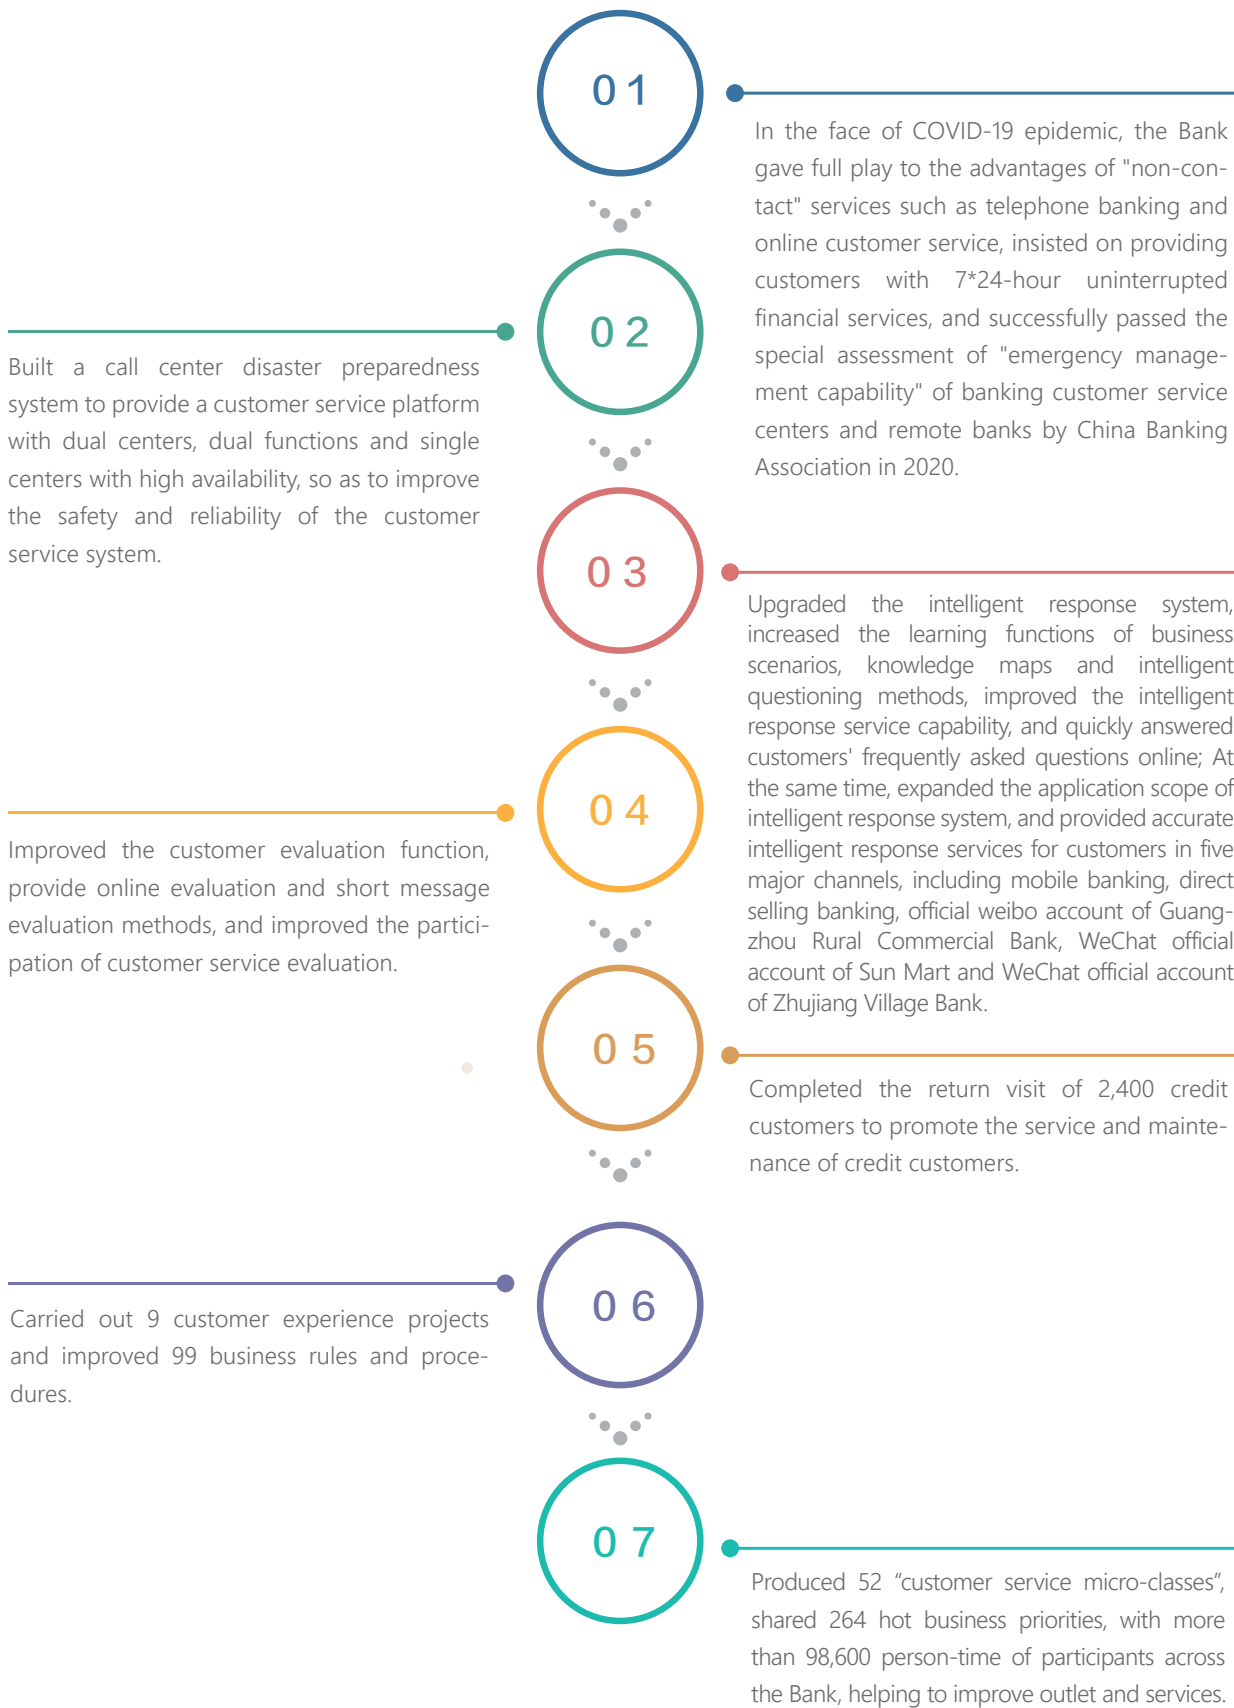 01
In the face of COVID-19 epidemic, the Bank
gave full play to the advantages of "non-con-
tact" services such as telephone banking and
online customer service, insisted on providing
customers with 7*24-hour uninterrupted
financial services, and successfully passed the
special assessment of "emergency manage-
ment capability" of banking customer service
centers and remote banks by China Banking
Association in 2020.
02
Built a call center disaster preparedness
system to provide a customer service platform
with dual centers, dual functions and single
centers with high availability, so as to improve
the safety and reliability of the customer
service system.
03
Upgraded the intelligent response system,
increased the learning functions of business
scenarios, knowledge maps and intelligent
questioning methods, improved the intelligent
response service capability, and quickly answered
customers' frequently asked questions online; At
the same time, expanded the application scope of
intelligent response system, and provided accurate
intelligent response services for customers in five
major channels, including mobile banking, direct
selling banking, official weibo account of Guang-
zhou Rural Commercial Bank, WeChat official
account of Sun Mart and WeChat official account
of Zhujiang Village Bank.
04
Improved the customer evaluation function,
provide online evaluation and short message
evaluation methods, and improved the partici-
pation of customer service evaluation.
05
Completed the return visit of 2,400 credit
customers to promote the service and mainte-
nance of credit customers.
06
Carried out 9 customer experience projects
and improved 99 business rules and proce-
dures.
07
Produced 52 “customer service micro-classes”,
shared 264 hot business priorities, with more
than 98,600 person-time of participants across
the Bank, helping to improve outlet and services.